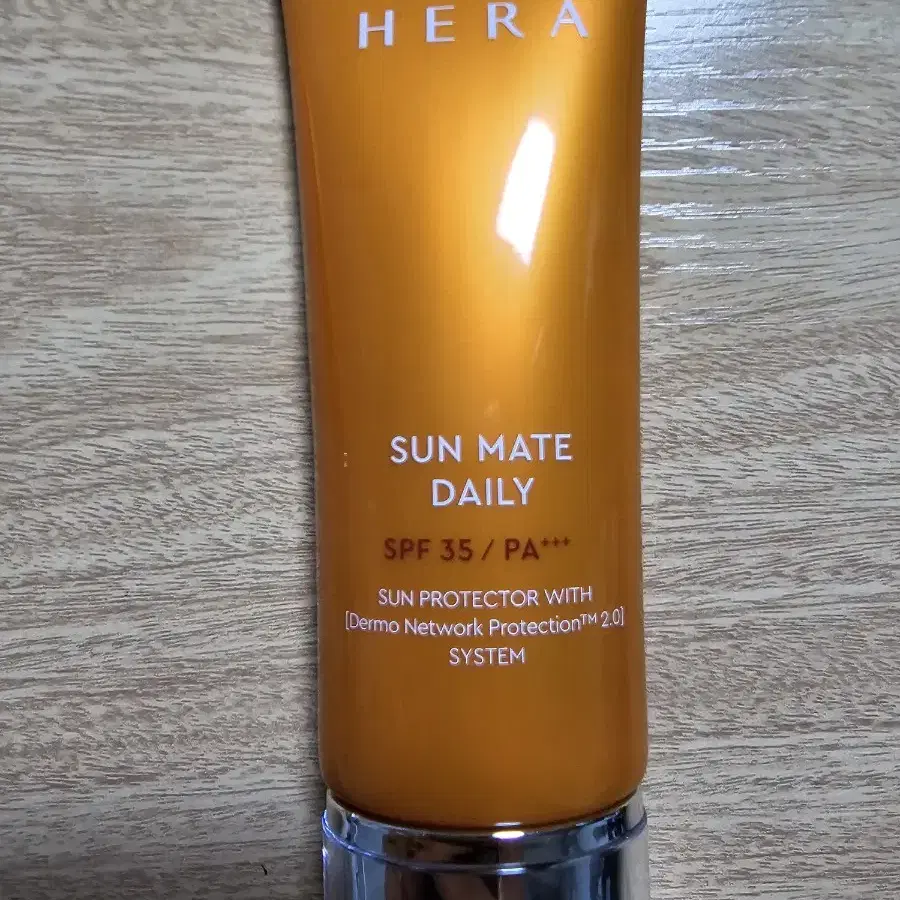 HERA
SUN MATE
DAILY
SPF 35 / PA+++
SUN PROTECTOR WITH
[Dermo Network Protection™ 2.0]
SYSTEM